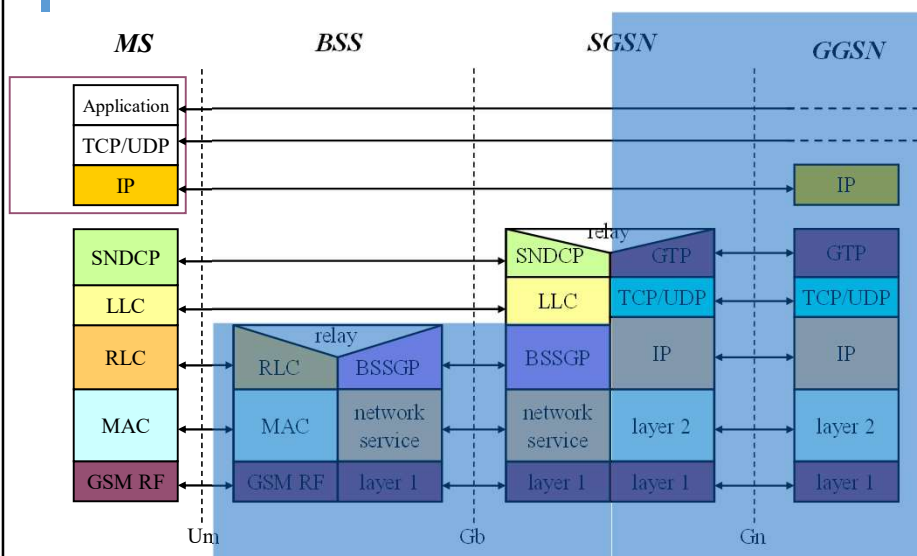 MS BSS SGSN GGSN
Application
TCP/UDP
IP IP
relay
SNDCP SNDCP GTP GTP
LLC LLC TCP/UDP TCP/UDP
relay
RLC RLC BSSGP BSSGP IP IP
MAC MAC network service network service layer 2 layer 2
GSM RF GSM RF layer 1 layer 1 layer 1 layer 1
Um Gb Gn